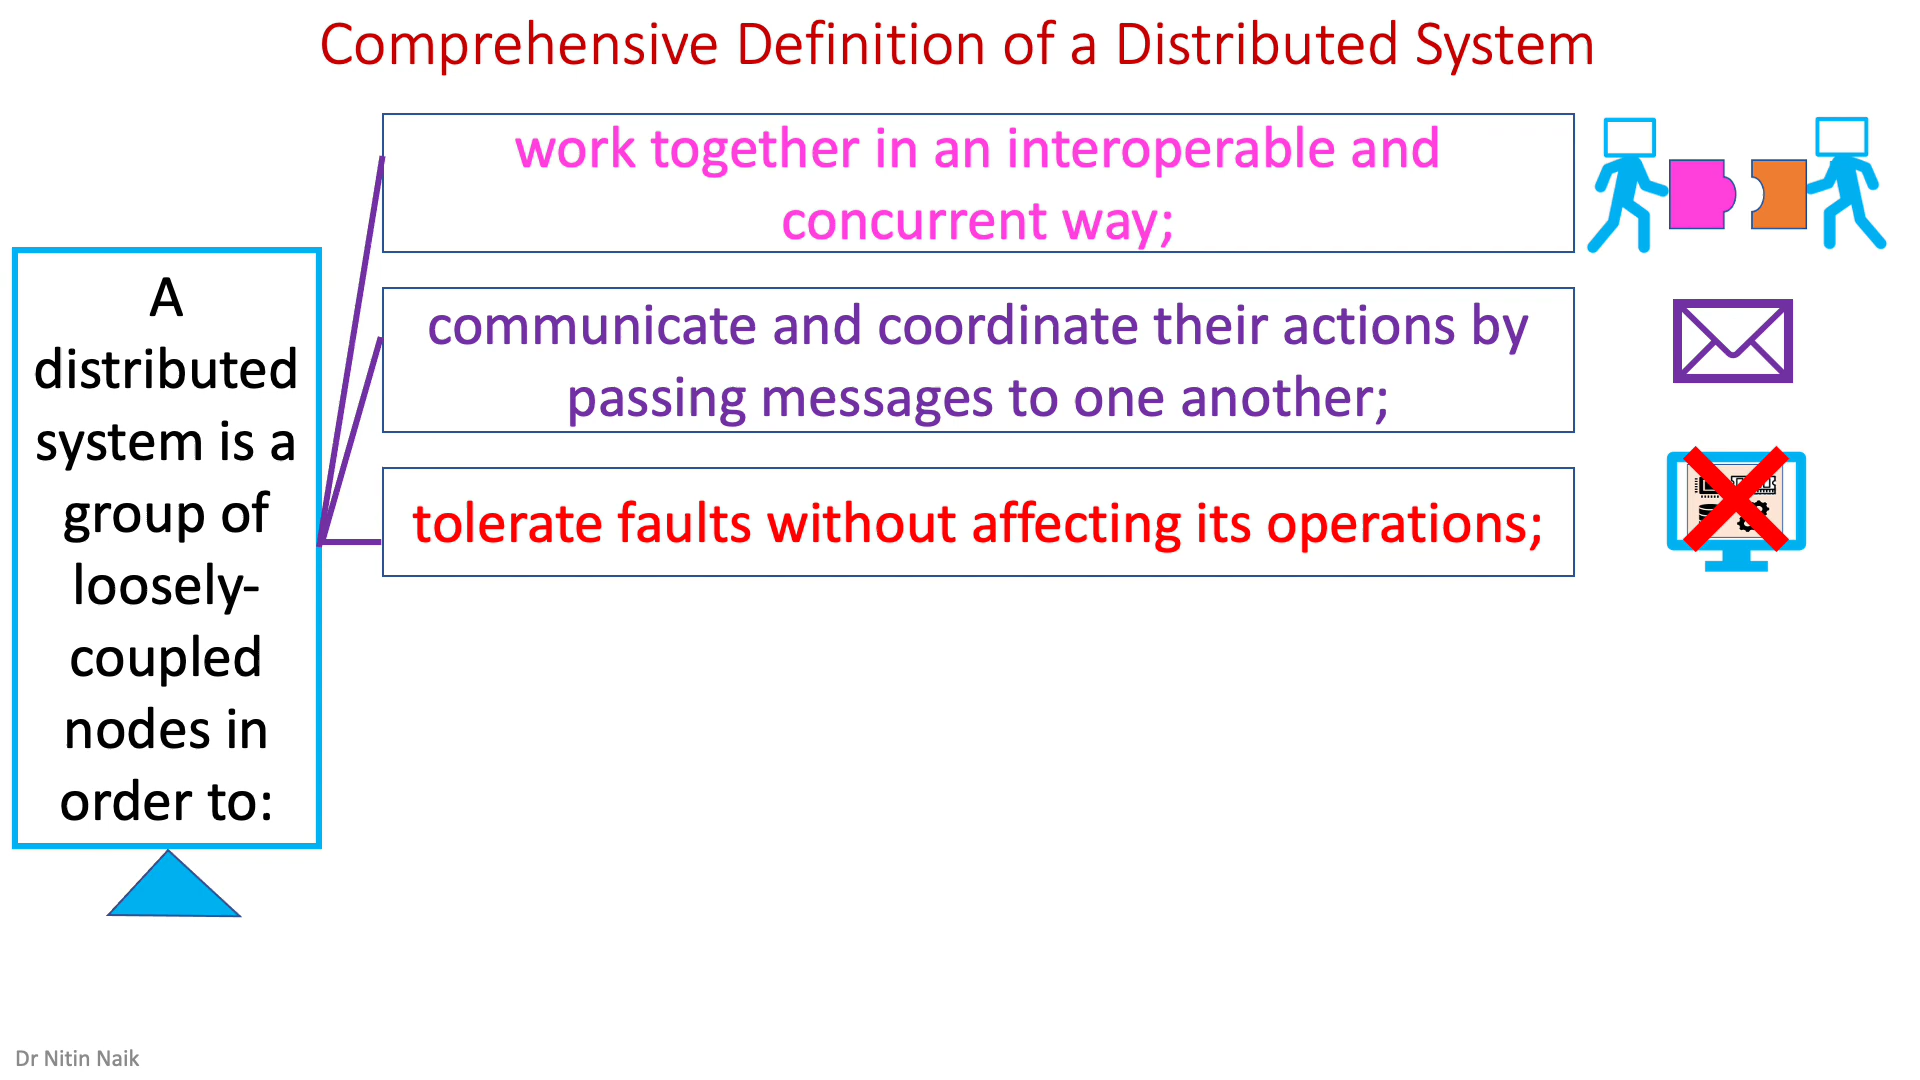 Comprehensive Definition of a Distributed System
A
distributed
system is a
group of
loosely-
coupled
nodes in
order to:
work together in an interoperable and
concurrent way;
communicate and coordinate their actions by
passing messages to one another;
tolerate faults without affecting its operations;
Dr Nitin Naik